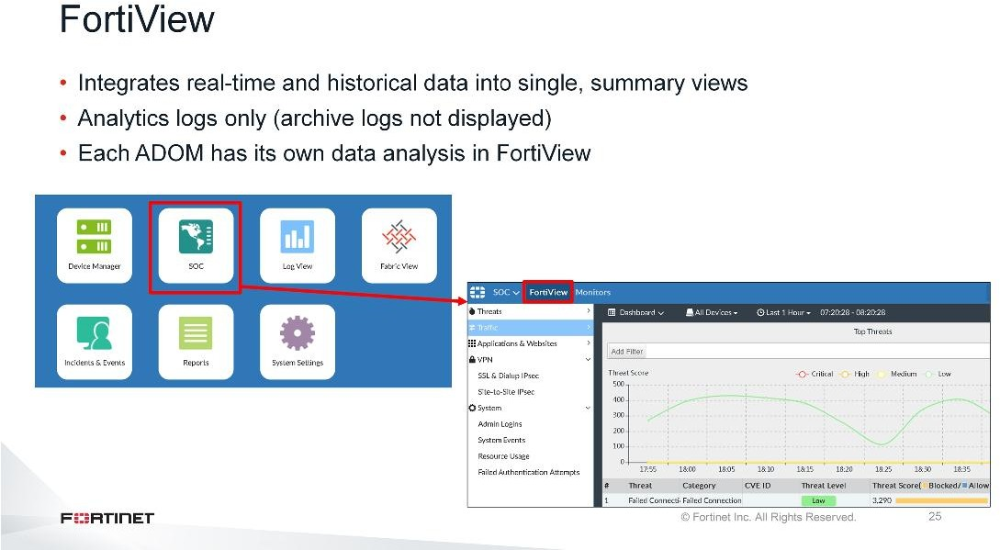 FortiView
• Integrates real-time and historical data into single, summary views
• Analytics logs only (archive logs not displayed)
• Each ADOM has its own data analysis in FortiView
Device Manager
SOC
Log View
Fabric View
Incidents & Events
Reports
System Settings
SOC FortiView Monitors
Threats
Traffic
Applications & Websites
VPN
SSL & Dialup IPsec
Site-to-Site IPsec
System
Admin Logins
System Events
Resource Usage
Failed Authentication Attempts
Dashboard All Devices Last 1 Hour 07:20:28 - 08:20:28
Top Threats
Add Filter
Threat Score
Critical High Medium Low
500
400
300
200
100
0
17:55 18:00 18:05 18:10 18:15 18:20 18:25 18:30 18:35
# Threat Category CVE ID Threat Level Threat Score( Blocked/ Allow
1 Failed Connecti Failed Connection Low 3,290
FORTINET
© Fortinet Inc. All Rights Reserved.
25